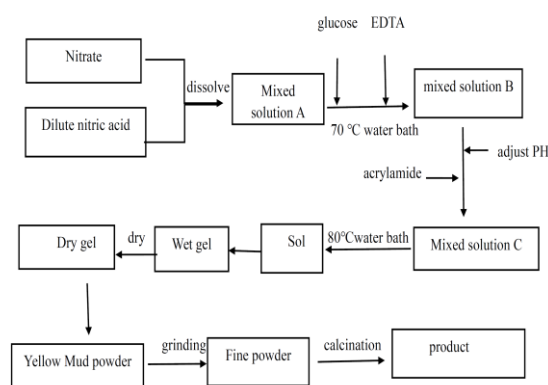 glucose EDTA
Nitrate
dissolve
Mixed
solution A
mixed solution B
Dilute nitric acid
70 ℃ water bath
adjust PH
acrylamide
Dry gel
dry
Wet gel
Sol
80℃water bath
Mixed solution C
Yellow Mud powder
grinding
Fine powder
calcination
product